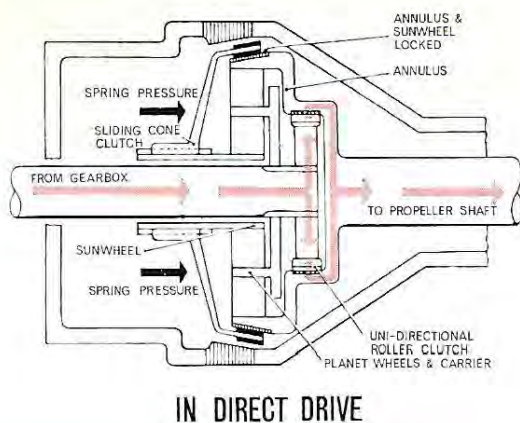 ANNULUS &
SUNWHEEL
LOCKED
ANNULUS
SPRING PRESSURE
SLIDING CONE
CLUTCH
FROM GEARBOX
TO PROPELLER SHAFT
SUNWHEEL
SPRING PRESSURE
UNI-DIRECTIONAL
ROLLER CLUTCH
PLANET WHEELS & CARRIER
IN DIRECT DRIVE